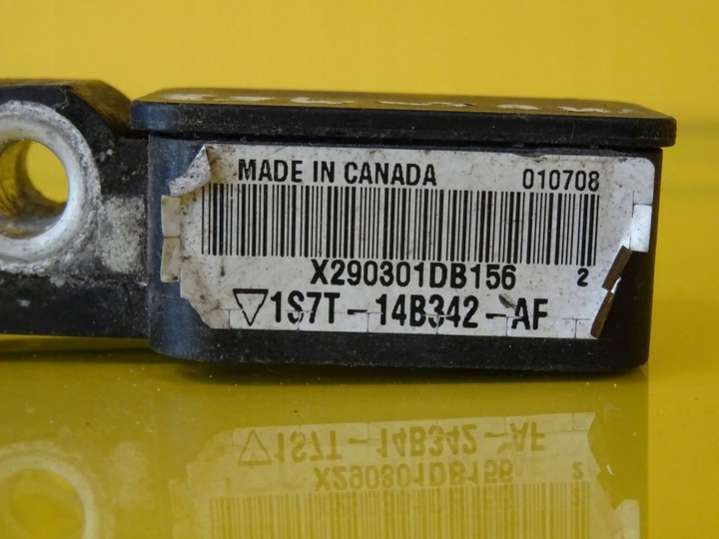 MADE IN CANADA 010708
X290301DB156 2
1S7T-14B342-AF